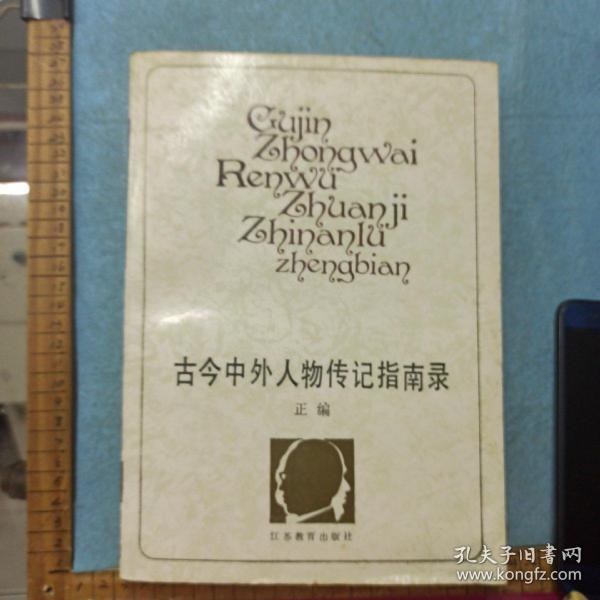 Gujin
Zhongwai
Renwu
Zhuanji
Zhinanlu
zhengbian
古今中外人物传记指南录
正编
江苏教育出版社
孔夫子旧书网
www.kongfz.com